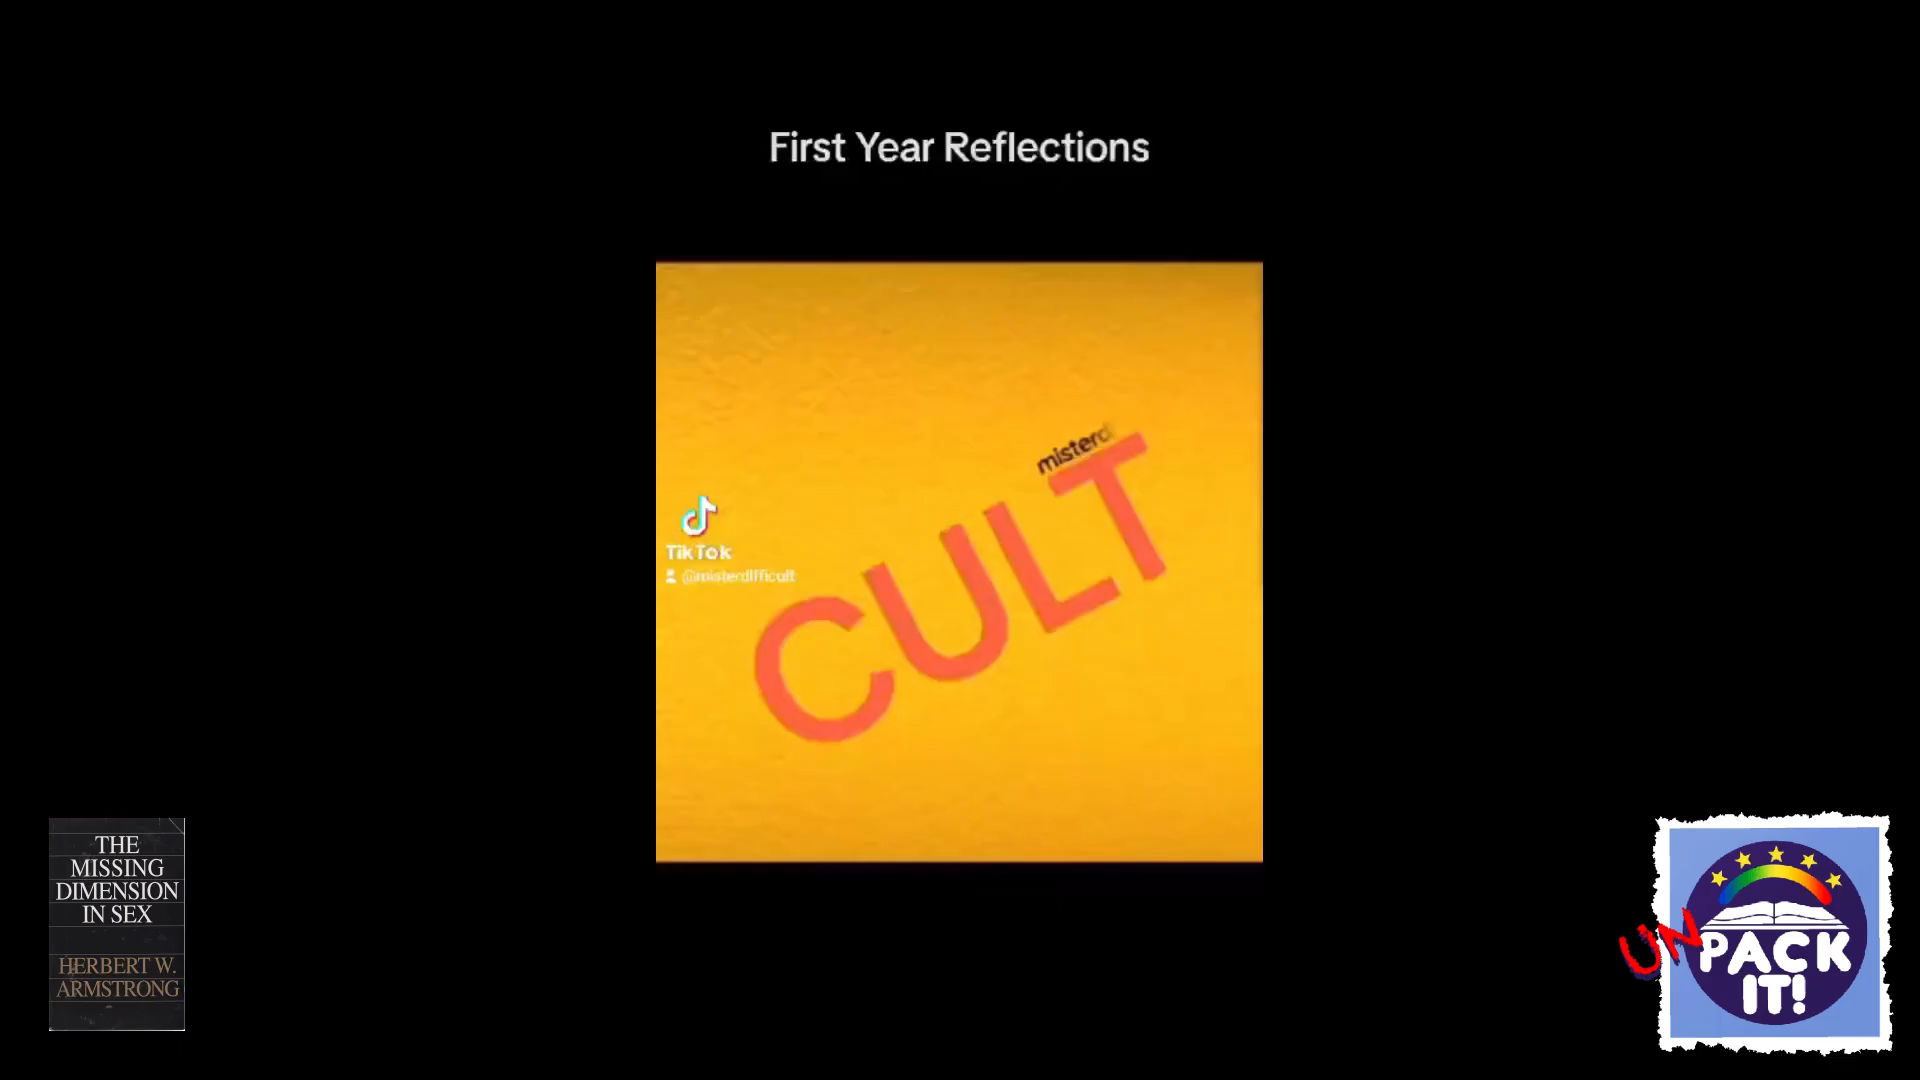 First Year Reflections
misterd
CULT
TikTok
@misterdifficult
THE
MISSING
DIMENSION
IN SEX
HERBERT W.
ARMSTRONG
UN
PACK
IT!